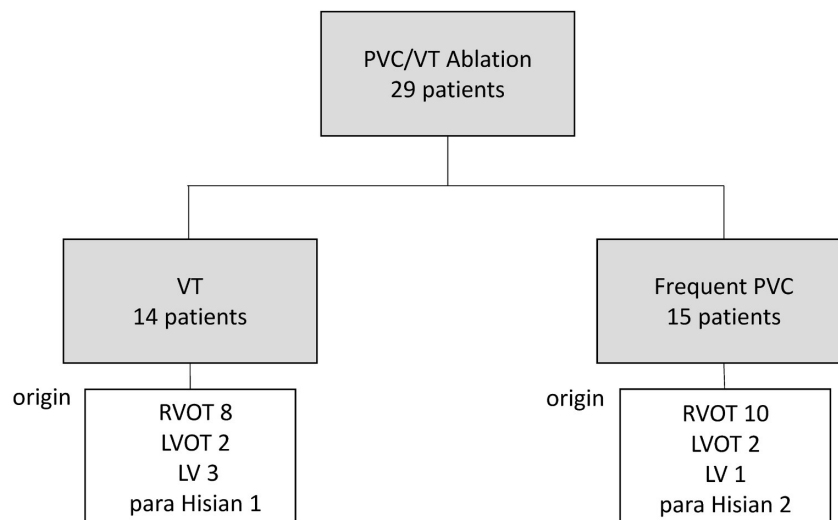 PVC/VT Ablation
29 patients
VT
14 patients
Frequent PVC
15 patients
origin
RVOT 8
LVOT 2
LV 3
para Hisian 1
origin
RVOT 10
LVOT 2
LV 1
para Hisian 2